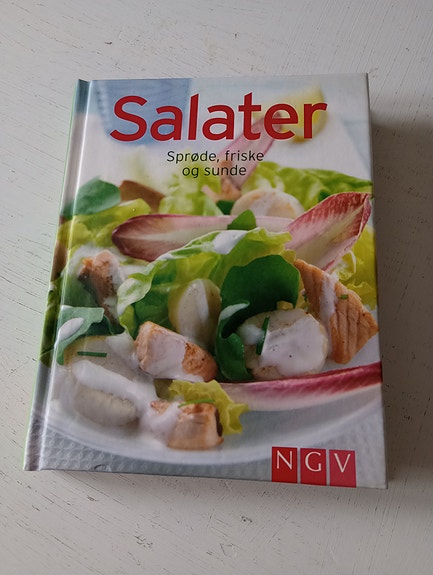 Salater
Sprøde, friske
og sunde
NGV